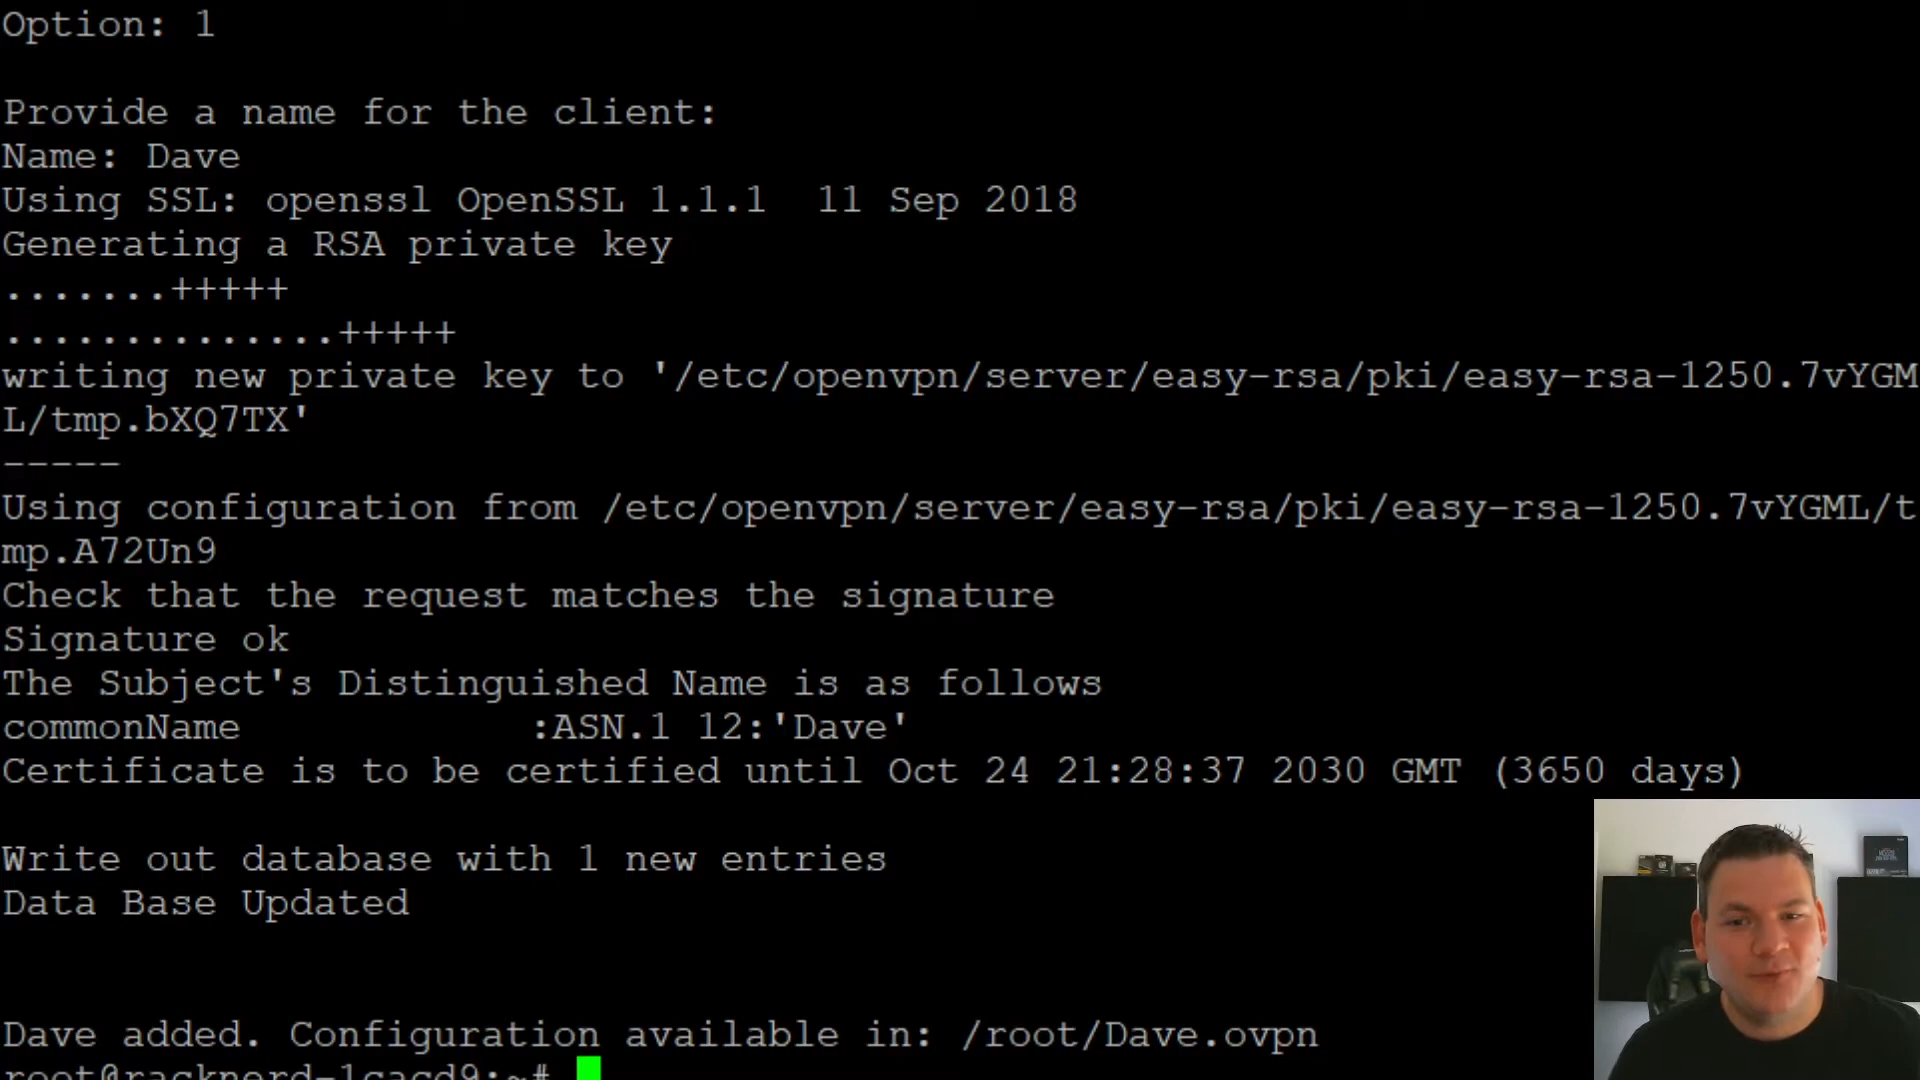 Option: 1
Provide a name for the client:
Name: Dave
Using SSL: openssl OpenSSL 1.1.1  11 Sep 2018
Generating a RSA private key
.......+++++
..............+++++
writing new private key to '/etc/openvpn/server/easy-rsa/pki/easy-rsa-1250.7vYGM
L/tmp.bXQ7TX'
-----
Using configuration from /etc/openvpn/server/easy-rsa/pki/easy-rsa-1250.7vYGML/t
mp.A72Un9
Check that the request matches the signature
Signature ok
The Subject's Distinguished Name is as follows
commonName            :ASN.1 12:'Dave'
Certificate is to be certified until Oct 24 21:28:37 2030 GMT (3650 days)
Write out database with 1 new entries
Data Base Updated
Dave added. Configuration available in: /root/Dave.ovpn
root@racknerd-1cacd9:~#